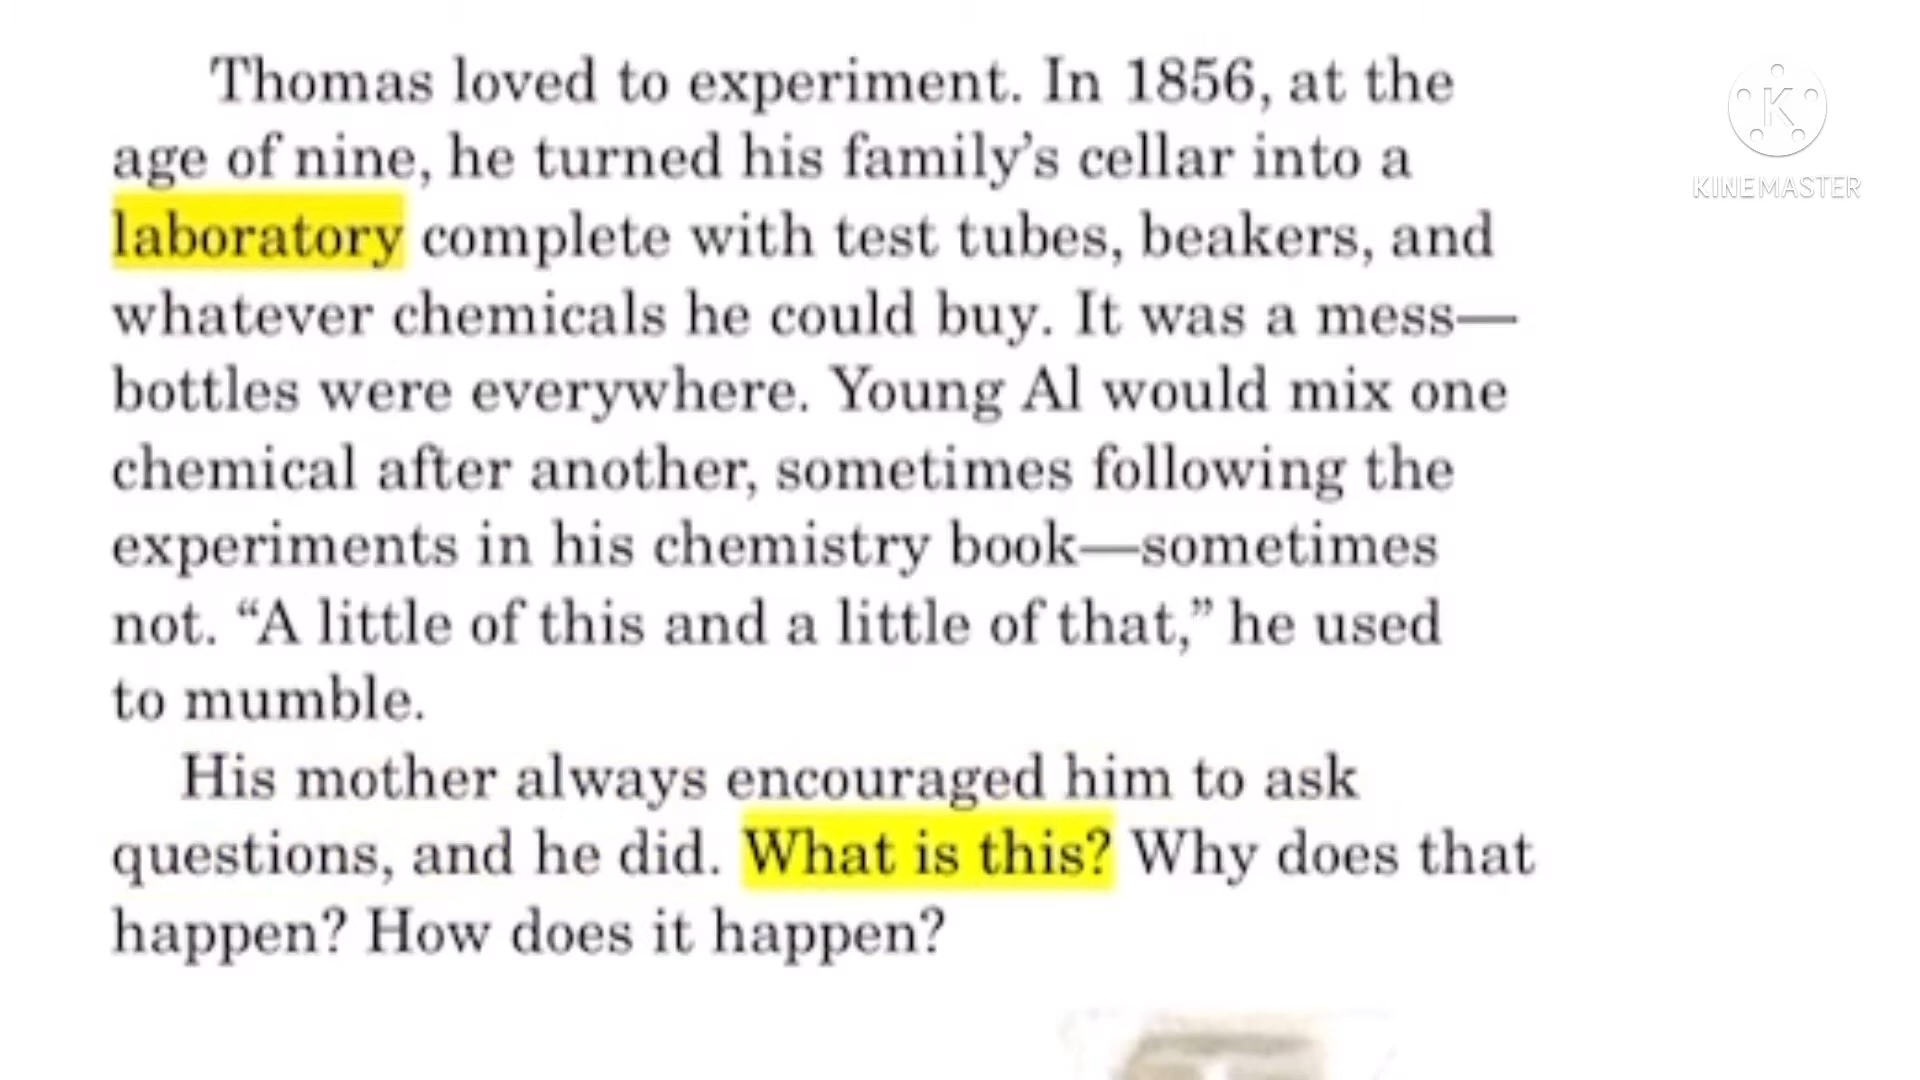 Thomas loved to experiment. In 1856, at the
age of nine, he turned his family’s cellar into a
laboratory complete with test tubes, beakers, and
whatever chemicals he could buy. It was a mess—
bottles were everywhere. Young Al would mix one
chemical after another, sometimes following the
experiments in his chemistry book—sometimes
not. “A little of this and a little of that,” he used
to mumble.
His mother always encouraged him to ask
questions, and he did. What is this? Why does that
happen? How does it happen?
K
KINEMASTER